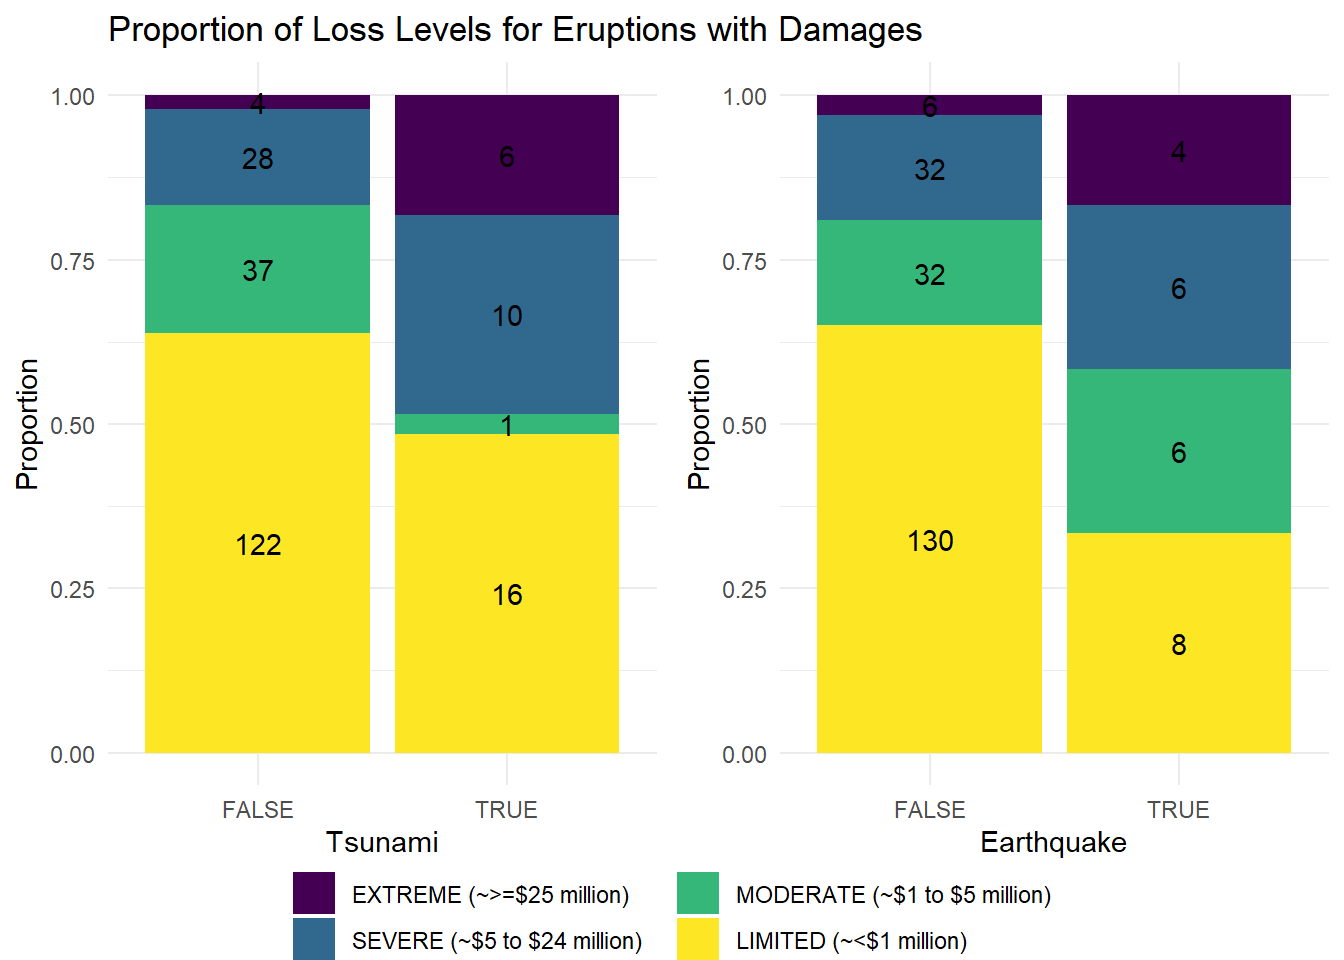 Proportion of Loss Levels for Eruptions with Damages
Proportion
1.00
0.75
0.50
0.25
0.00
4
28
37
122
6
10
1
16
FALSE
TRUE
Tsunami
Proportion
1.00
0.75
0.50
0.25
0.00
6
32
32
130
4
6
6
8
FALSE
TRUE
Earthquake
EXTREME (~>=$25 million)
SEVERE (~$5 to $24 million)
MODERATE (~$1 to $5 million)
LIMITED (~<$1 million)